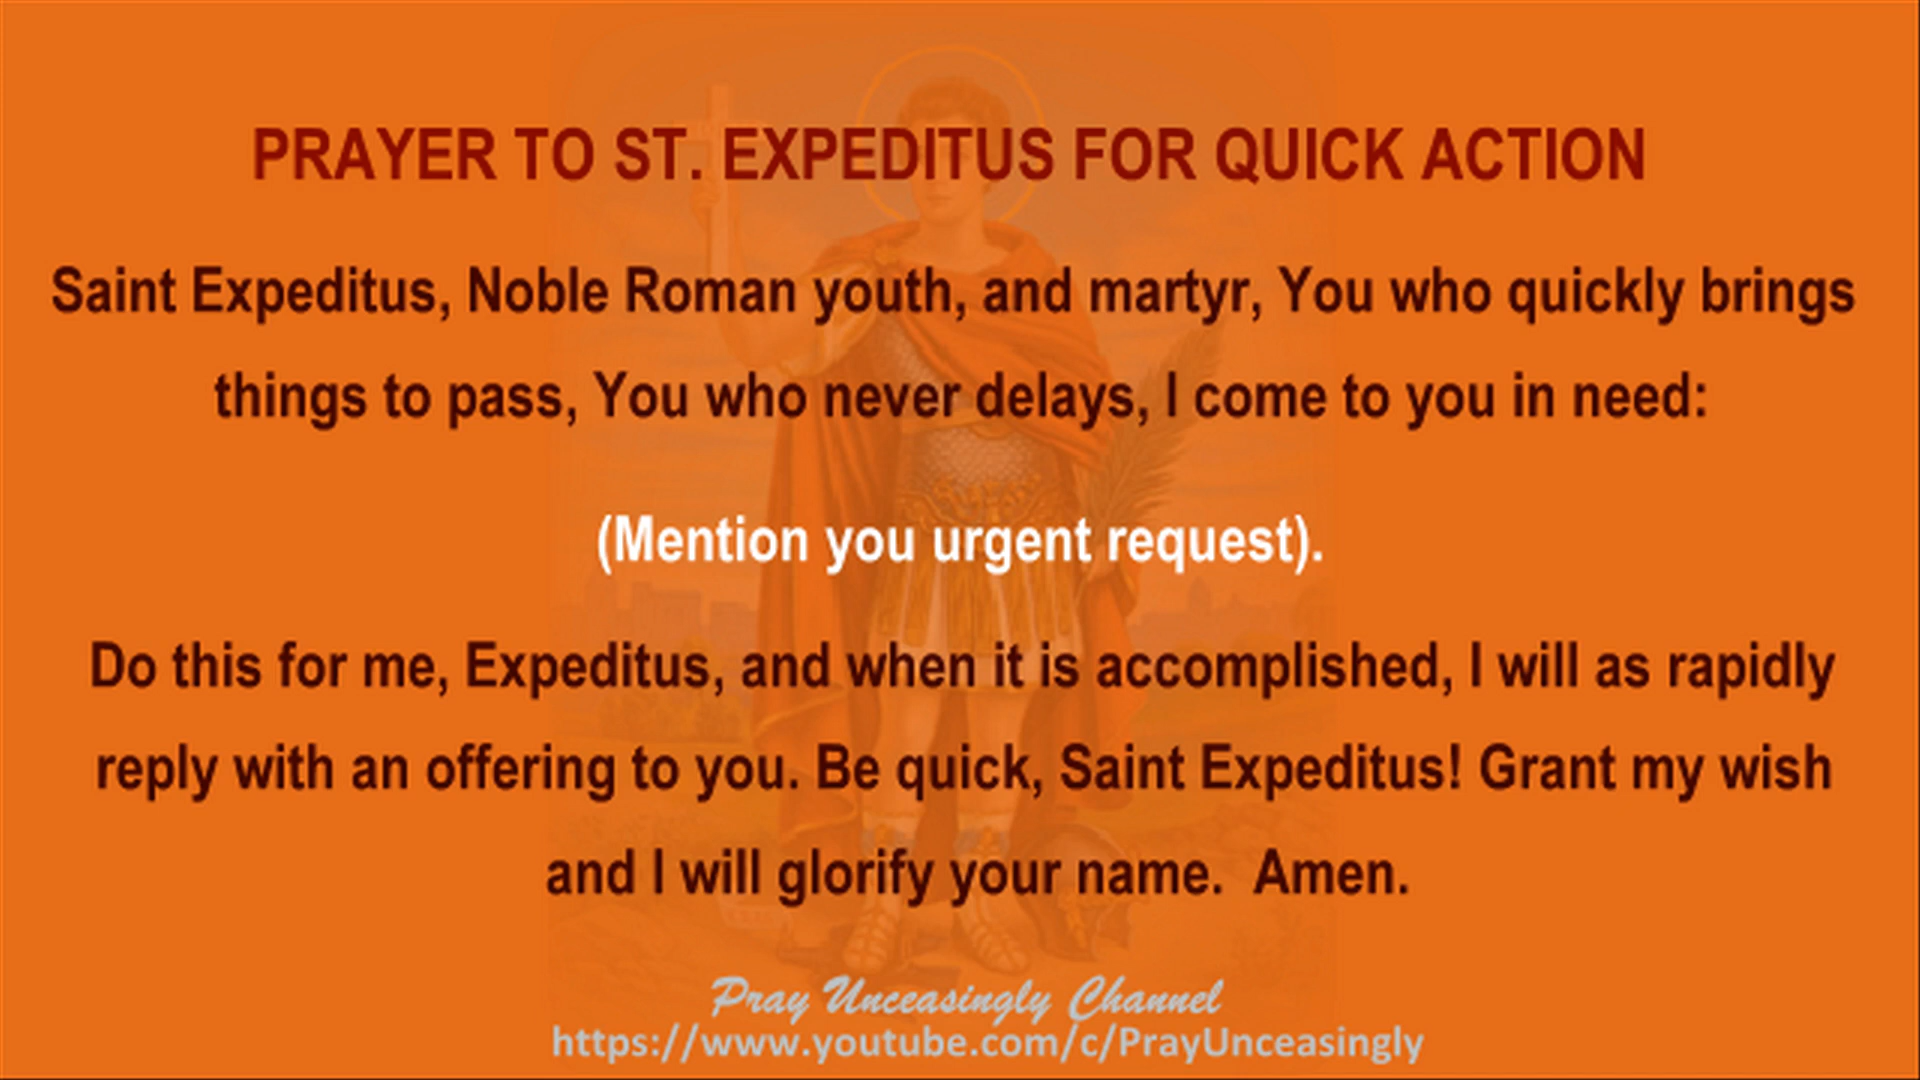 PRAYER TO ST. EXPEDITUS FOR QUICK ACTION
Saint Expeditus, Noble Roman youth, and martyr, You who quickly brings
things to pass, You who never delays, I come to you in need:
(Mention you urgent request).
Do this for me, Expeditus, and when it is accomplished, I will as rapidly
reply with an offering to you. Be quick, Saint Expeditus! Grant my wish
and I will glorify your name.  Amen.
Pray Unceasingly Channel
https://www.youtube.com/c/PrayUnceasingly